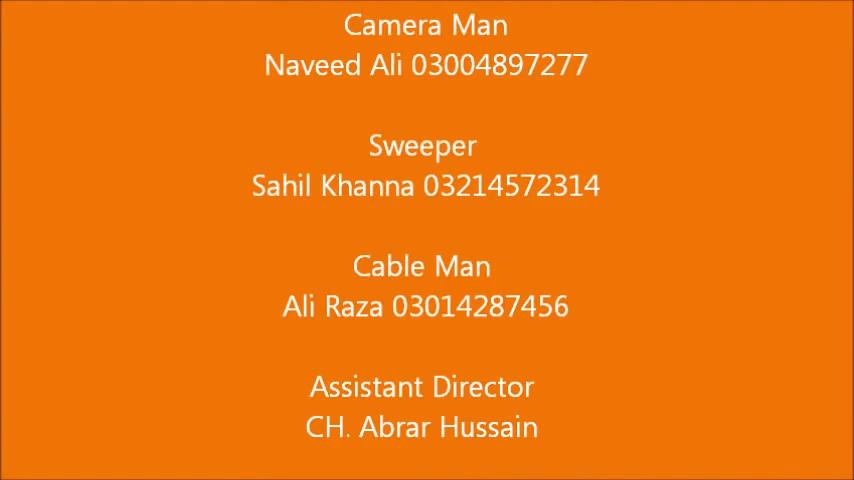 Camera Man
Naveed Ali 03004897277
Sweeper
Sahil Khanna 03214572314
Cable Man
Ali Raza 03014287456
Assistant Director
CH. Abrar Hussain